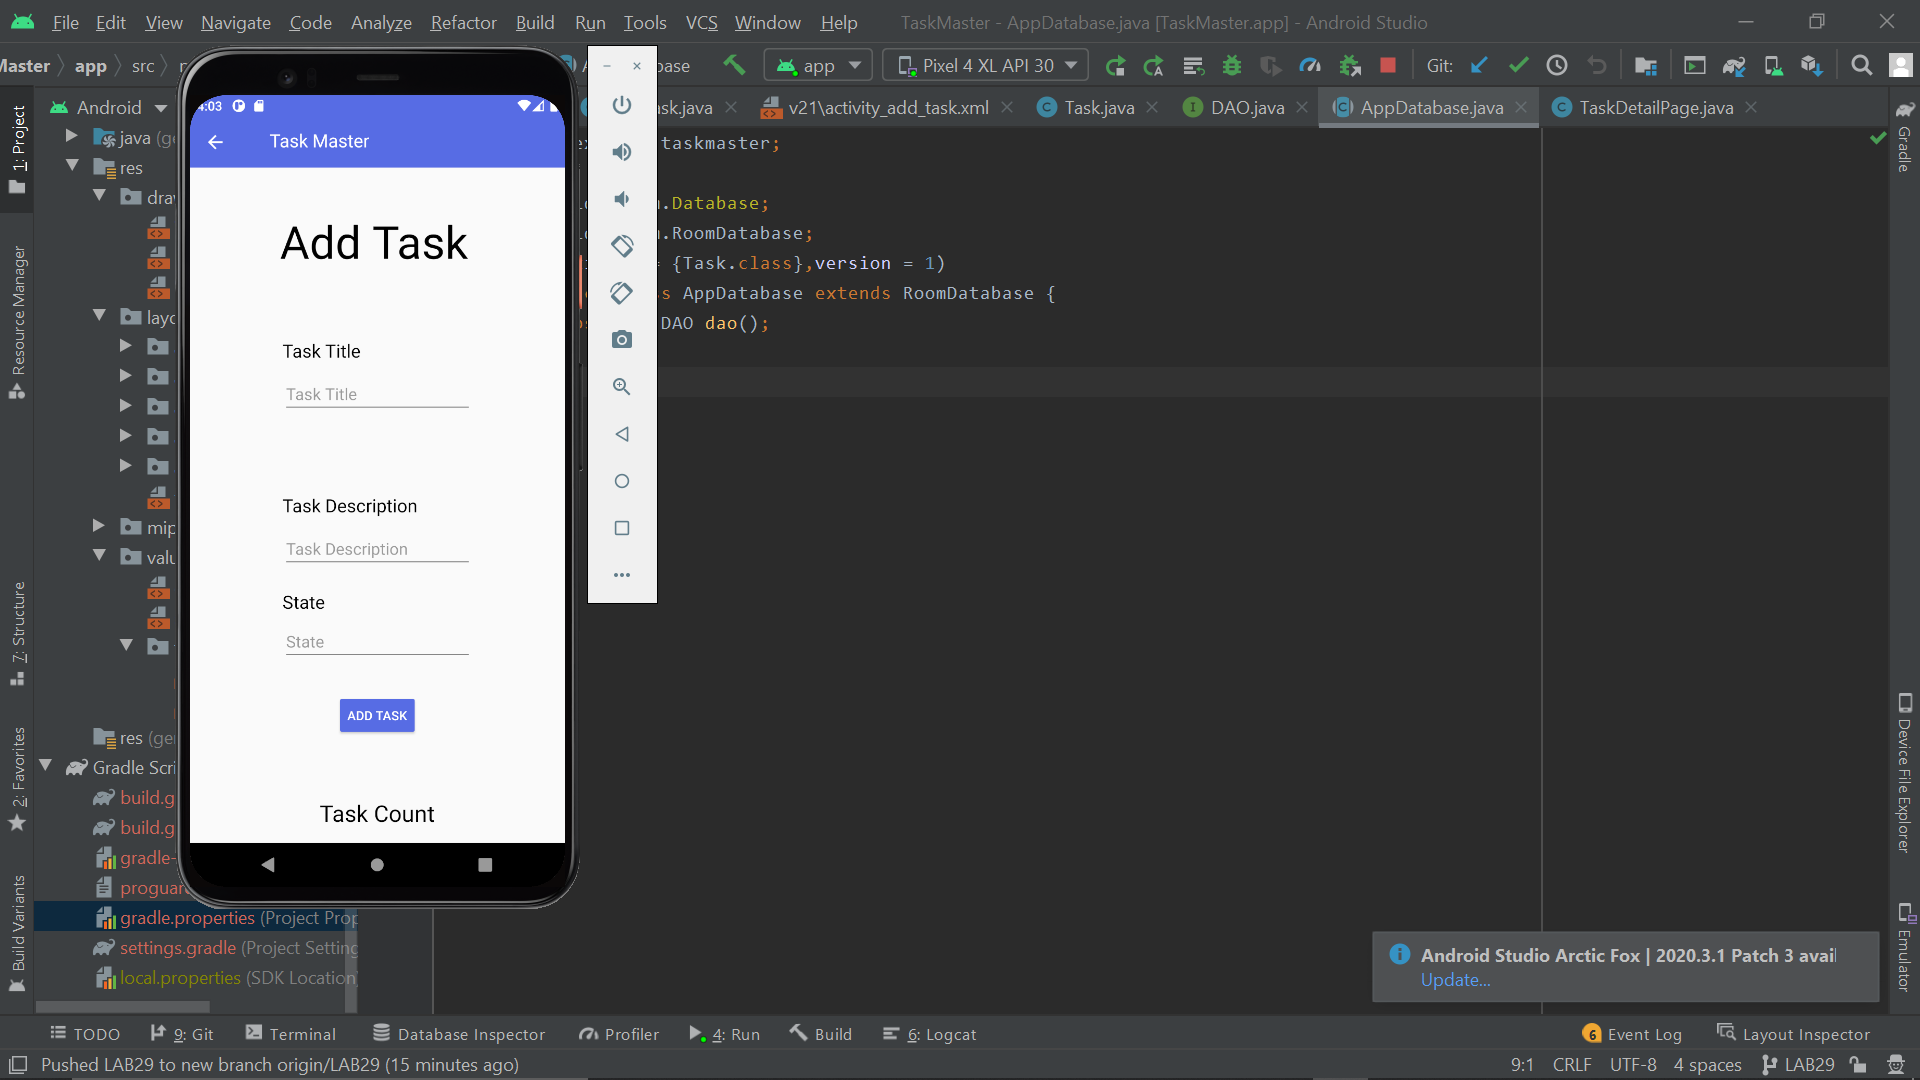 File Edit View Navigate Code Analyze Refactor Build Run Tools VCS Window Help TaskMaster - AppDatabase.java [TaskMaster.app] - Android Studio
Master app src
app Pixel 4 XL API 30 Git:
Android
sk.java v21\activity_add_task.xml Task.java DAO.java AppDatabase.java TaskDetailPage.java
1: Project
Resource Manager
7: Structure
2: Favorites
Build Variants
java (ge
res
dra
layo
mip
valu
res (ge
Gradle Scri
build.g
build.g
gradle-
proguar
gradle.properties (Project Prop
settings.gradle (Project Setting
local.properties (SDK Location
4:03
Task Master
Add Task
Task Title
Task Title
Task Description
Task Description
State
State
ADD TASK
Task Count
taskmaster;
.Database;
.RoomDatabase;
= {Task.class},version = 1)
s AppDatabase extends RoomDatabase {
DAO dao();
Gradle
Device File Explorer
Emulator
Android Studio Arctic Fox | 2020.3.1 Patch 3 avai
Update...
TODO 9: Git Terminal Database Inspector Profiler 4: Run Build 6: Logcat 6 Event Log Layout Inspector
Pushed LAB29 to new branch origin/LAB29 (15 minutes ago) 9:1 CRLF UTF-8 4 spaces LAB29